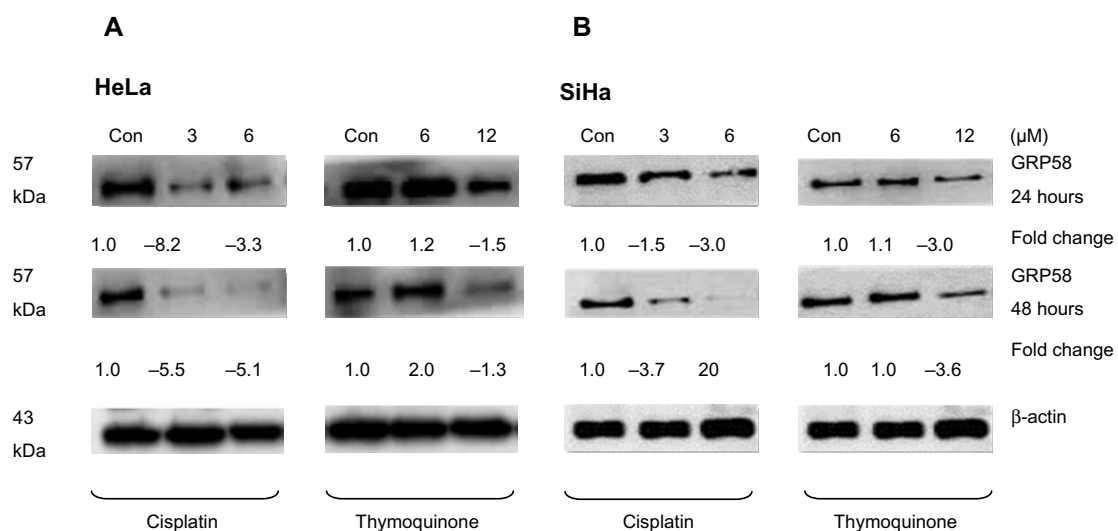 A B
HeLa SiHa
Con 3 6 Con 6 12 Con 3 6 Con 6 12 (μM)
57 kDa GRP58 24 hours
1.0 –8.2 –3.3 1.0 1.2 –1.5 1.0 –1.5 –3.0 1.0 1.1 –3.0 Fold change
57 kDa GRP58 48 hours
1.0 –5.5 –5.1 1.0 2.0 –1.3 1.0 –3.7 20 1.0 1.0 –3.6 Fold change
43 kDa β-actin
Cisplatin Thymoquinone Cisplatin Thymoquinone